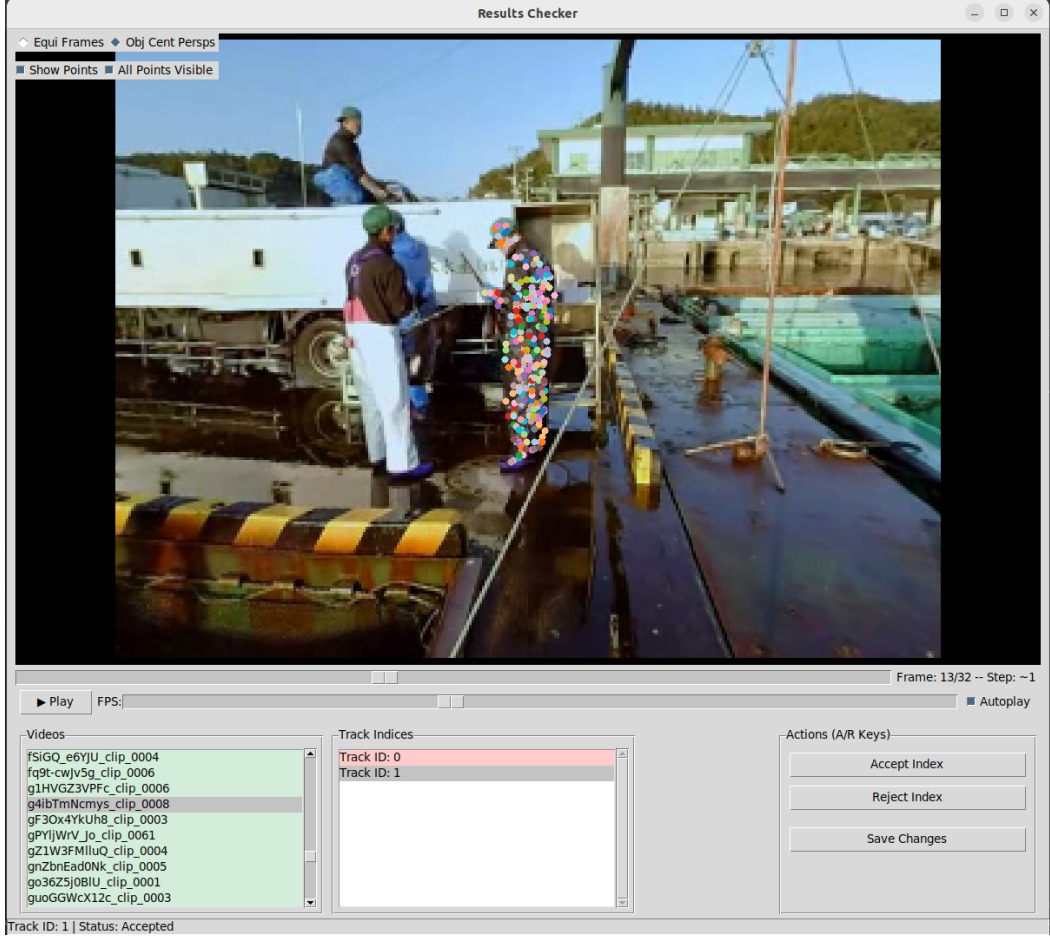 Results Checker
Equi Frames Obj Cent Persps
Show Points All Points Visible
Frame: 13/32 -- Step: ~1
▶ Play FPS: Autoplay
Videos
fSiGQ_e6YJU_clip_0004
fq9t-cwJv5g_clip_0006
g1HVGZ3VPFc_clip_0006
g4ibTmNcmys_clip_0008
gF3Ox4YkUh8_clip_0003
gPYljWrV_Jo_clip_0061
gZ1W3FMlluQ_clip_0004
gnZbnEad0Nk_clip_0005
go36Z5j0BlU_clip_0001
guoGGWcX12c_clip_0003
Track Indices
Track ID: 0
Track ID: 1
Actions (A/R Keys)
Accept Index
Reject Index
Save Changes
Track ID: 1 | Status: Accepted